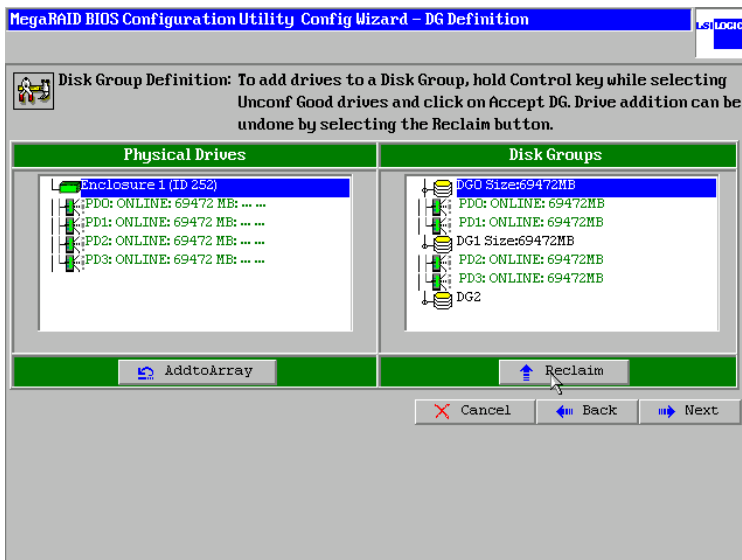 MegaRAID BIOS Configuration Utility Config Wizard - DG Definition
LSI LOGIC
Disk Group Definition: To add drives to a Disk Group, hold Control key while selecting
Unconf Good drives and click on Accept DG. Drive addition can be
undone by selecting the Reclaim button.
Physical Drives
Enclosure 1 (ID 252)
PD0: ONLINE: 69472 MB: ... ...
PD1: ONLINE: 69472 MB: ... ...
PD2: ONLINE: 69472 MB: ... ...
PD3: ONLINE: 69472 MB: ... ...
AddtoArray
Disk Groups
DG0 Size:69472MB
PD0: ONLINE: 69472MB
PD1: ONLINE: 69472MB
DG1 Size:69472MB
PD2: ONLINE: 69472MB
PD3: ONLINE: 69472MB
DG2
Reclaim
Cancel
Back
Next